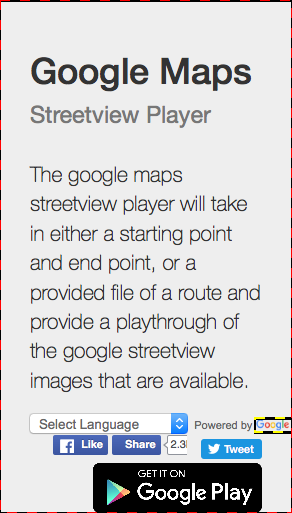 Google Maps
Streetview Player
The google maps
streetview player will take
in either a starting point
and end point, or a
provided file of a route and
provide a playthrough of
the google streetview
images that are available.
Select Language Powered by Google
Like Share 2.3 Tweet
GET IT ON
Google Play